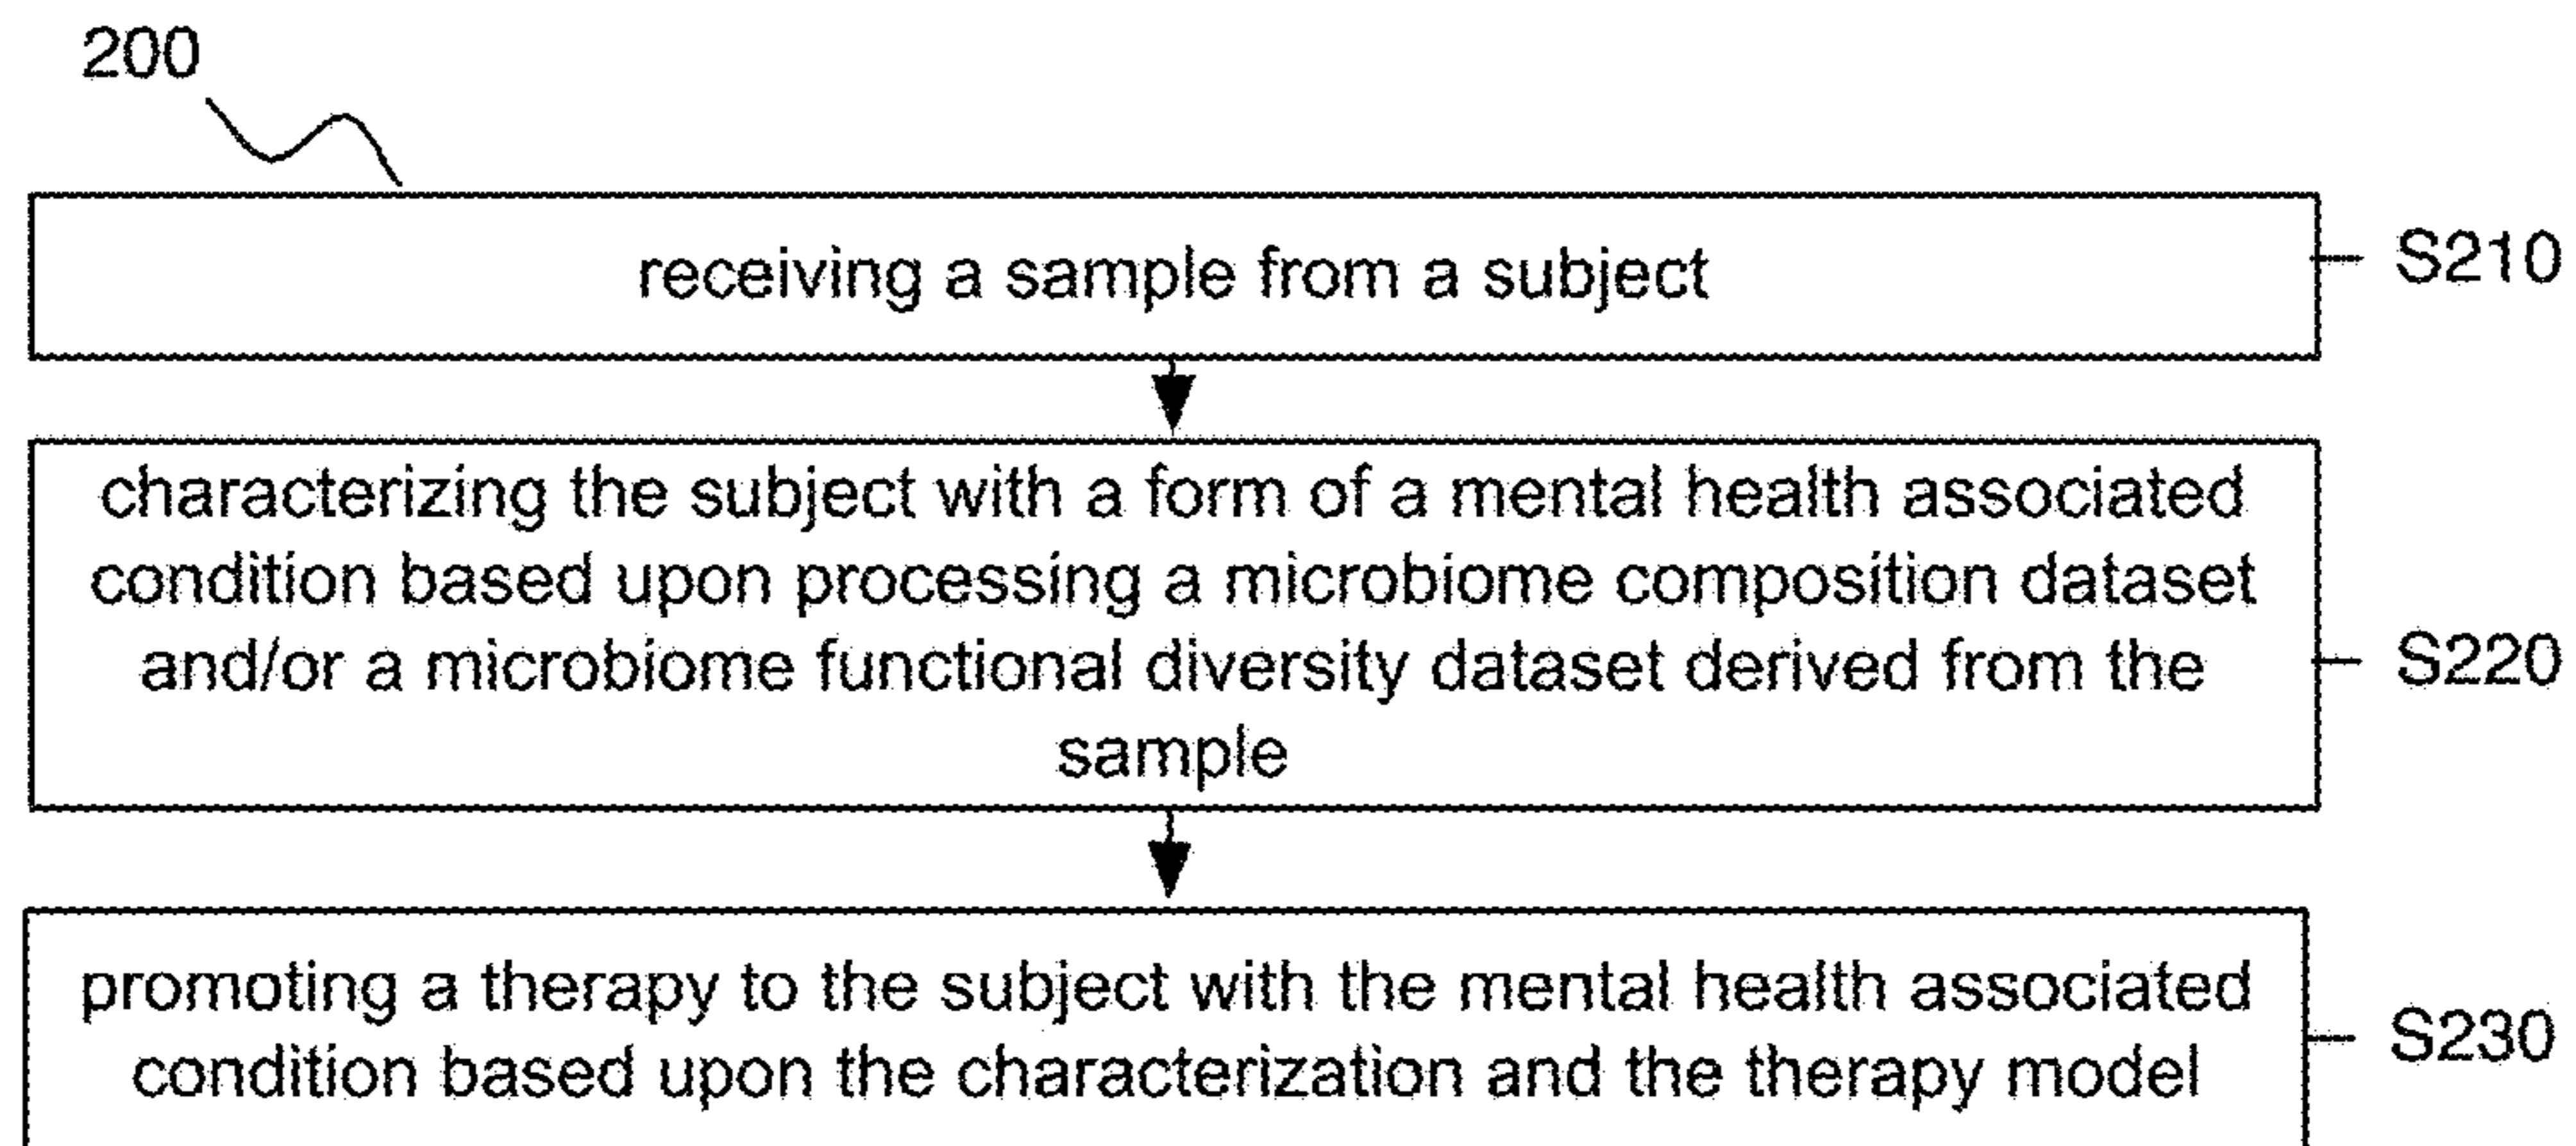 200
receiving a sample from a subject
S210
characterizing the subject with a form of a mental health associated
condition based upon processing a microbiome composition dataset
and/or a microbiome functional diversity dataset derived from the
sample
S220
promoting a therapy to the subject with the mental health associated
condition based upon the characterization and the therapy model
S230